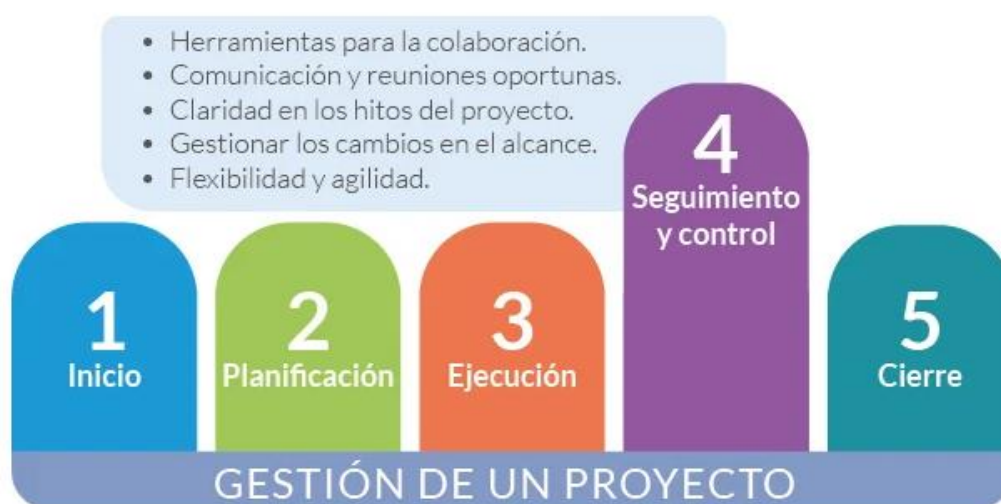 • Herramientas para la colaboración.
• Comunicación y reuniones oportunas.
• Claridad en los hitos del proyecto.
• Gestionar los cambios en el alcance.
• Flexibilidad y agilidad.
1
Inicio
2
Planificación
3
Ejecución
4
Seguimiento
y control
5
Cierre
GESTIÓN DE UN PROYECTO